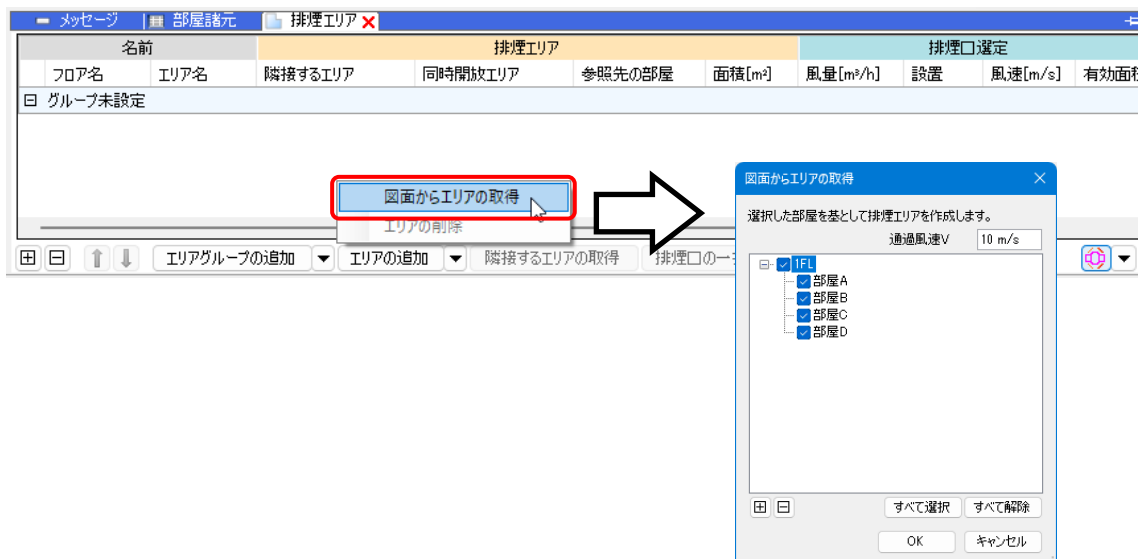 メッセージ 部屋諸元 排煙エリア
名前 排煙エリア 排煙口選定
フロア名 エリア名 隣接するエリア 同時開放エリア 参照先の部屋 面積[m²] 風量[m³/h] 設置 風速[m/s] 有効面積
グループ未設定
図面からエリアの取得
エリアの削除
エリアグループの追加 エリアの追加 隣接するエリアの取得 排煙口の一
図面からエリアの取得
選択した部屋を基として排煙エリアを作成します。
通過風速V 10 m/s
1FL
部屋A
部屋B
部屋C
部屋D
すべて選択 すべて解除
OK キャンセル